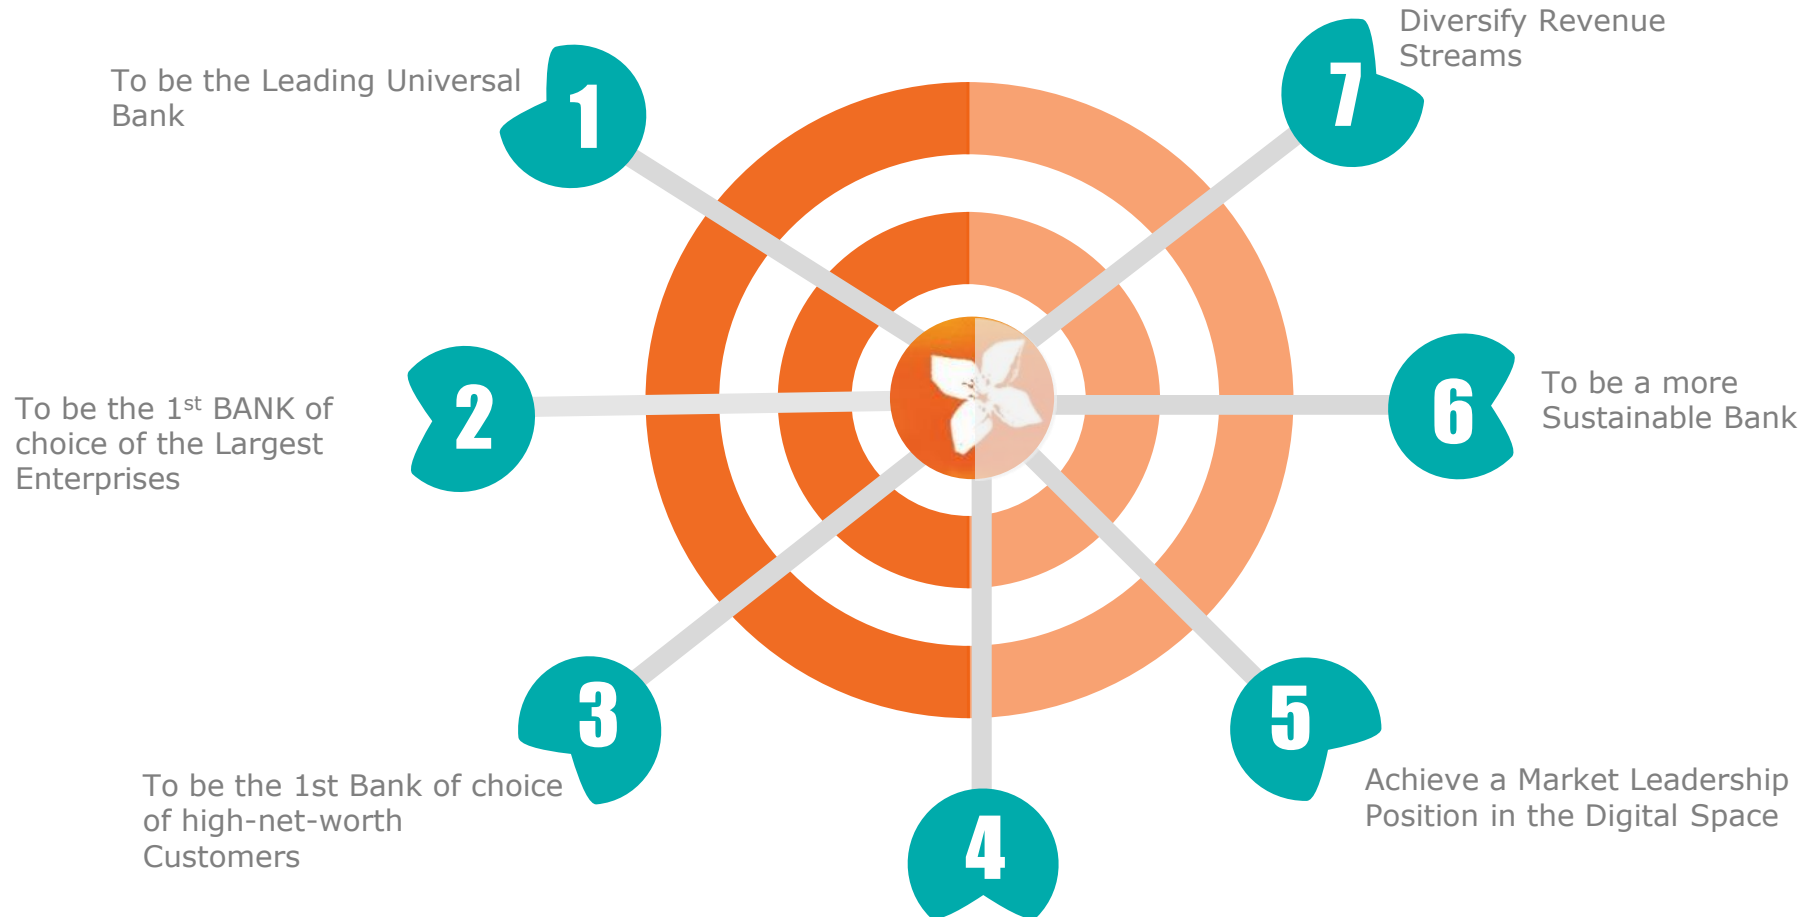 1
To be the Leading Universal
Bank
2
To be the 1st BANK of
choice of the Largest
Enterprises
3
To be the 1st Bank of choice
of high-net-worth
Customers
4
5
Achieve a Market Leadership
Position in the Digital Space
6
To be a more
Sustainable Bank
7
Diversify Revenue
Streams